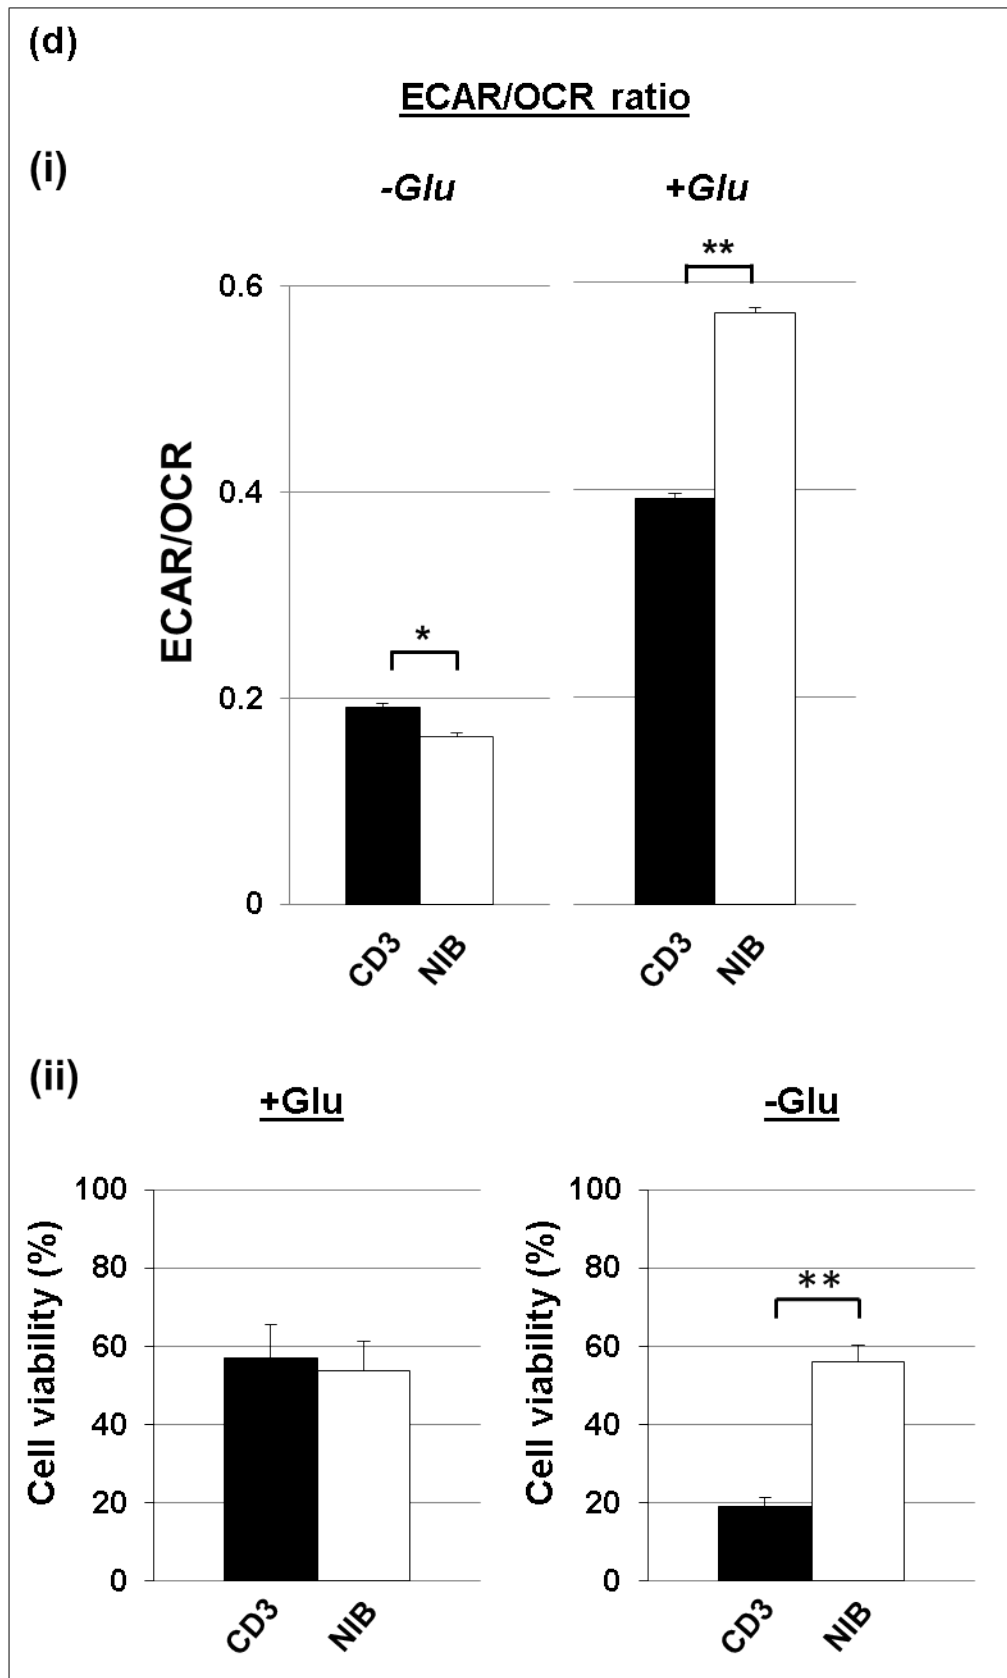 (d)
ECAR/OCR ratio
(i)
-Glu +Glu
**
0.6
0.4
ECAR/OCR
*
0.2
0
CD3 NIB CD3 NIB
(ii)
+Glu -Glu
100 100
80 80
**
60 60
Cell viability (%) Cell viability (%)
40 40
20 20
0 0
CD3 NIB CD3 NIB